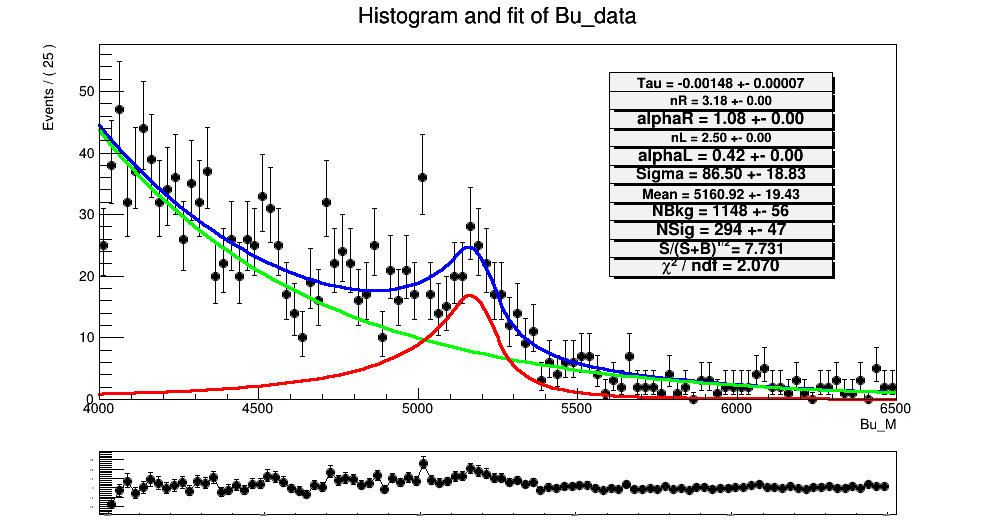 Histogram and fit of Bu_data
Events / ( 25 )
50
40
30
20
10
0
4000 4500 5000 5500 6000 6500
Bu_M
Tau = -0.00148 +- 0.00007
nR = 3.18 +- 0.00
alphaR = 1.08 +- 0.00
nL = 2.50 +- 0.00
alphaL = 0.42 +- 0.00
Sigma = 86.50 +- 18.83
Mean = 5160.92 +- 19.43
NBkg = 1148 +- 56
NSig = 294 +- 47
S/(S+B)^1/2 = 7.731
χ² / ndf = 2.070